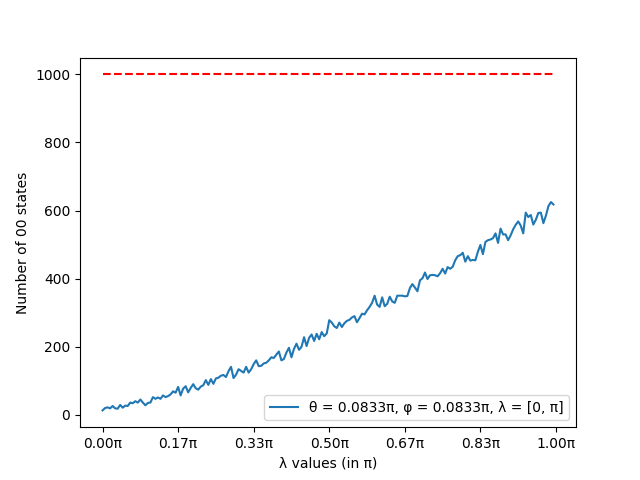 1000
800
600
400
200
0
Number of 00 states
θ = 0.0833π, φ = 0.0833π, λ = [0, π]
0.00π 0.17π 0.33π 0.50π 0.67π 0.83π 1.00π
λ values (in π)